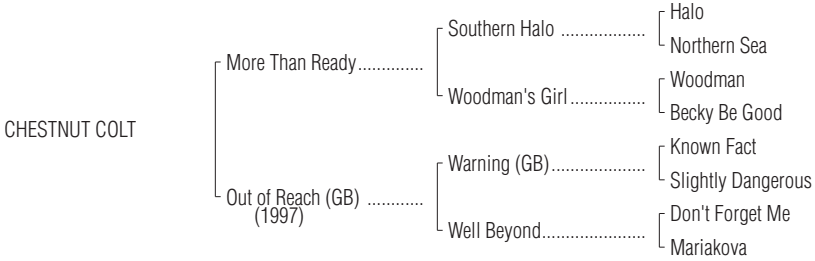 Halo
Southern Halo ..................
Northern Sea
More Than Ready..............
Woodman
Woodman's Girl................
Becky Be Good
CHESTNUT COLT
Known Fact
Warning (GB)....................
Slightly Dangerous
Out of Reach (GB) ............
(1997)
Don't Forget Me
Well Beyond......................
Mariakova